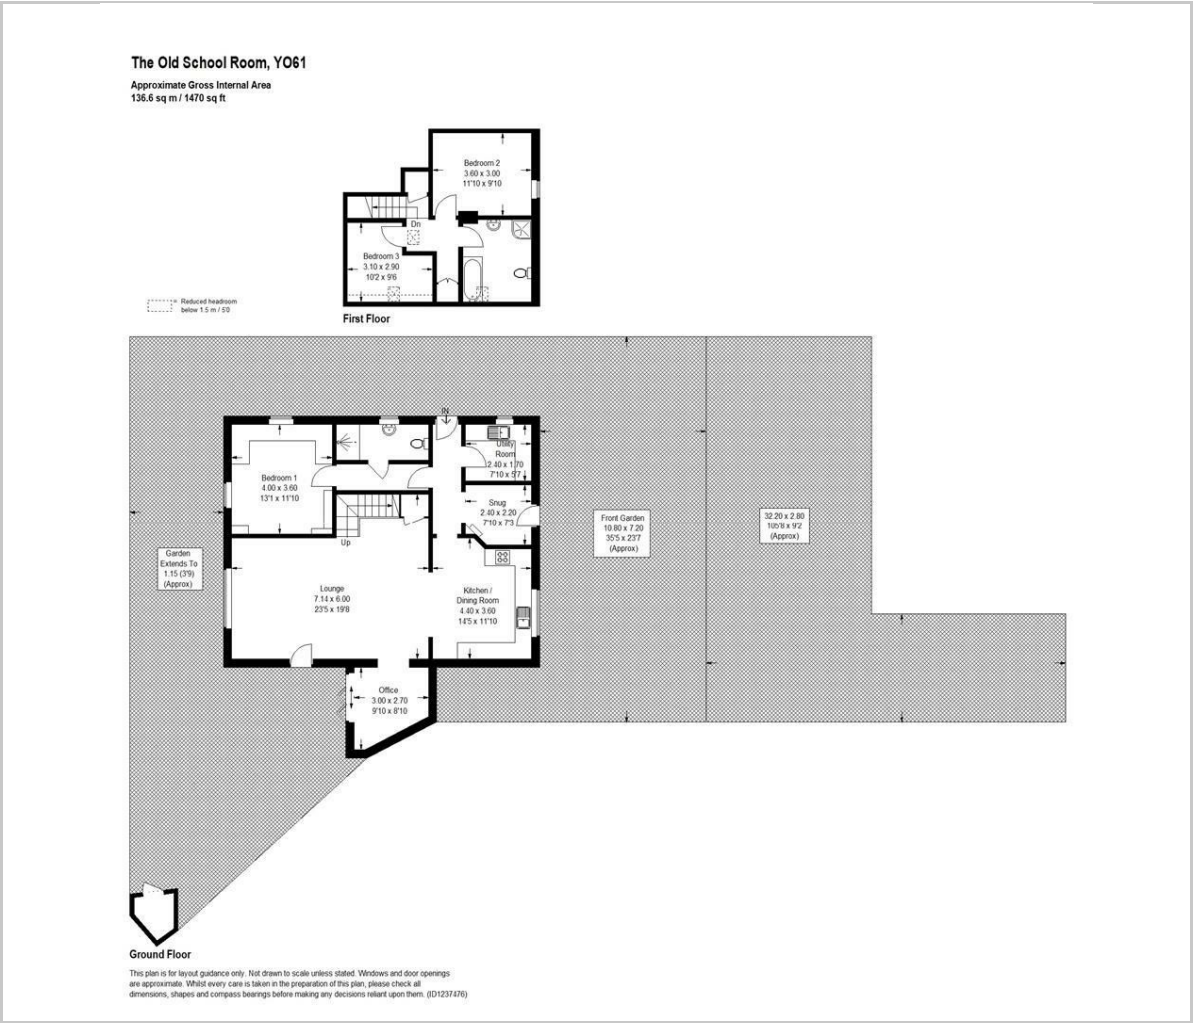 The Old School Room, YO61
Approximate Gross Internal Area
136.6 sq m / 1470 sq ft
Bedroom 2
3.60 x 3.00
11'10 x 9'10
Dn
Bedroom 3
3.10 x 2.90
10'2 x 9'6
Reduced headroom
below 1.5 m / 5'0
First Floor
IN
Utility
Room
2.40 x 1.70
7'10 x 5'7
Bedroom 1
4.00 x 3.60
13'1 x 11'10
Snug
2.40 x 2.20
7'10 x 7'3
Up
Front Garden
10.80 x 7.20
35'5 x 23'7
(Approx)
32.20 x 2.80
105'8 x 9'2
(Approx)
Garden
Extends To
1.15 (3'9)
(Approx)
Lounge
7.14 x 6.00
23'5 x 19'8
Kitchen /
Dining Room
4.40 x 3.60
14'5 x 11'10
Office
3.00 x 2.70
9'10 x 8'10
Ground Floor
This plan is for layout guidance only. Not drawn to scale unless stated. Windows and door openings
are approximate. Whilst every care is taken in the preparation of this plan, please check all
dimensions, shapes and compass bearings before making any decisions reliant upon them. (ID1237476)